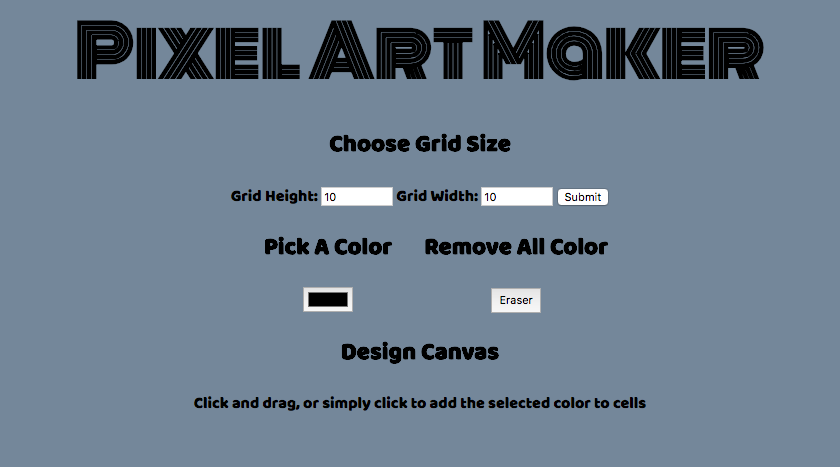 Pixel Art Maker
Choose Grid Size
Grid Height: 10 Grid Width: 10 Submit
Pick A Color Remove All Color
Eraser
Design Canvas
Click and drag, or simply click to add the selected color to cells